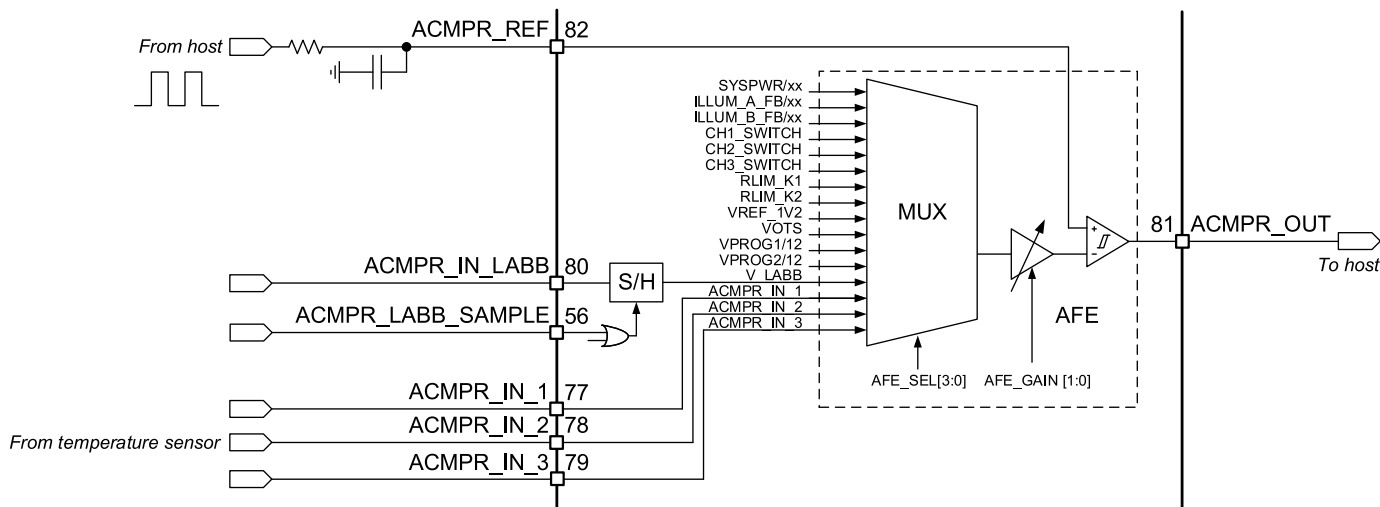 From host
ACMPR_REF 82
SYSPWR/xx
ILLUM_A_FB/xx
ILLUM_B_FB/xx
CH1_SWITCH
CH2_SWITCH
CH3_SWITCH
RLIM_K1
RLIM_K2
VREF_1V2
VOTS
VPROG1/12
VPROG2/12
V_LABB
ACMPR_IN_1
ACMPR_IN_2
ACMPR_IN_3
MUX
+
−
AFE
AFE_SEL[3:0]
AFE_GAIN [1:0]
81 ACMPR_OUT
To host
ACMPR_IN_LABB 80
S/H
ACMPR_LABB_SAMPLE 56
ACMPR_IN_1 77
From temperature sensor
ACMPR_IN_2 78
ACMPR_IN_3 79